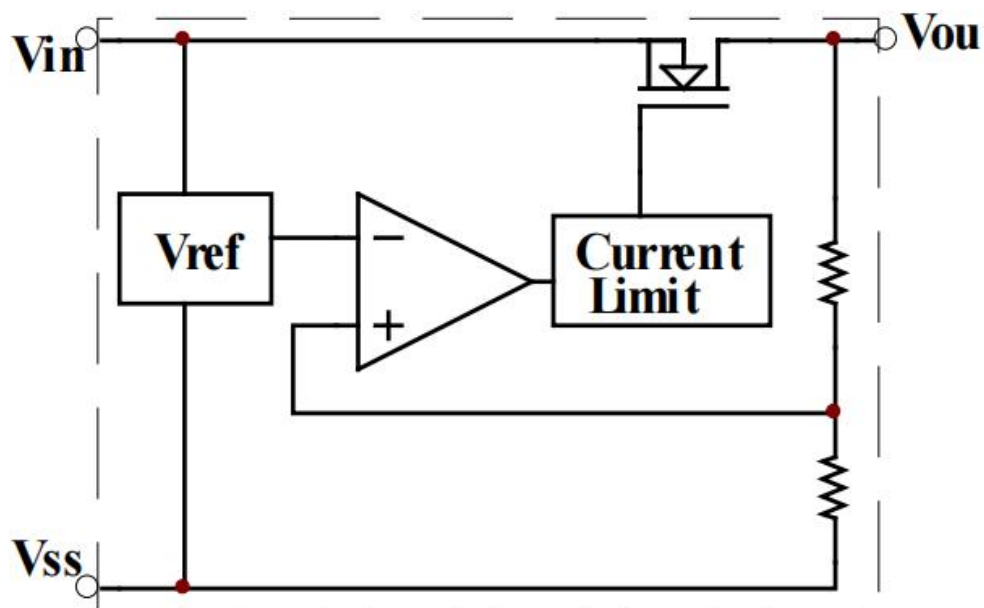 Vin
Vou
Vref
−
+
Current
Limit
Vss